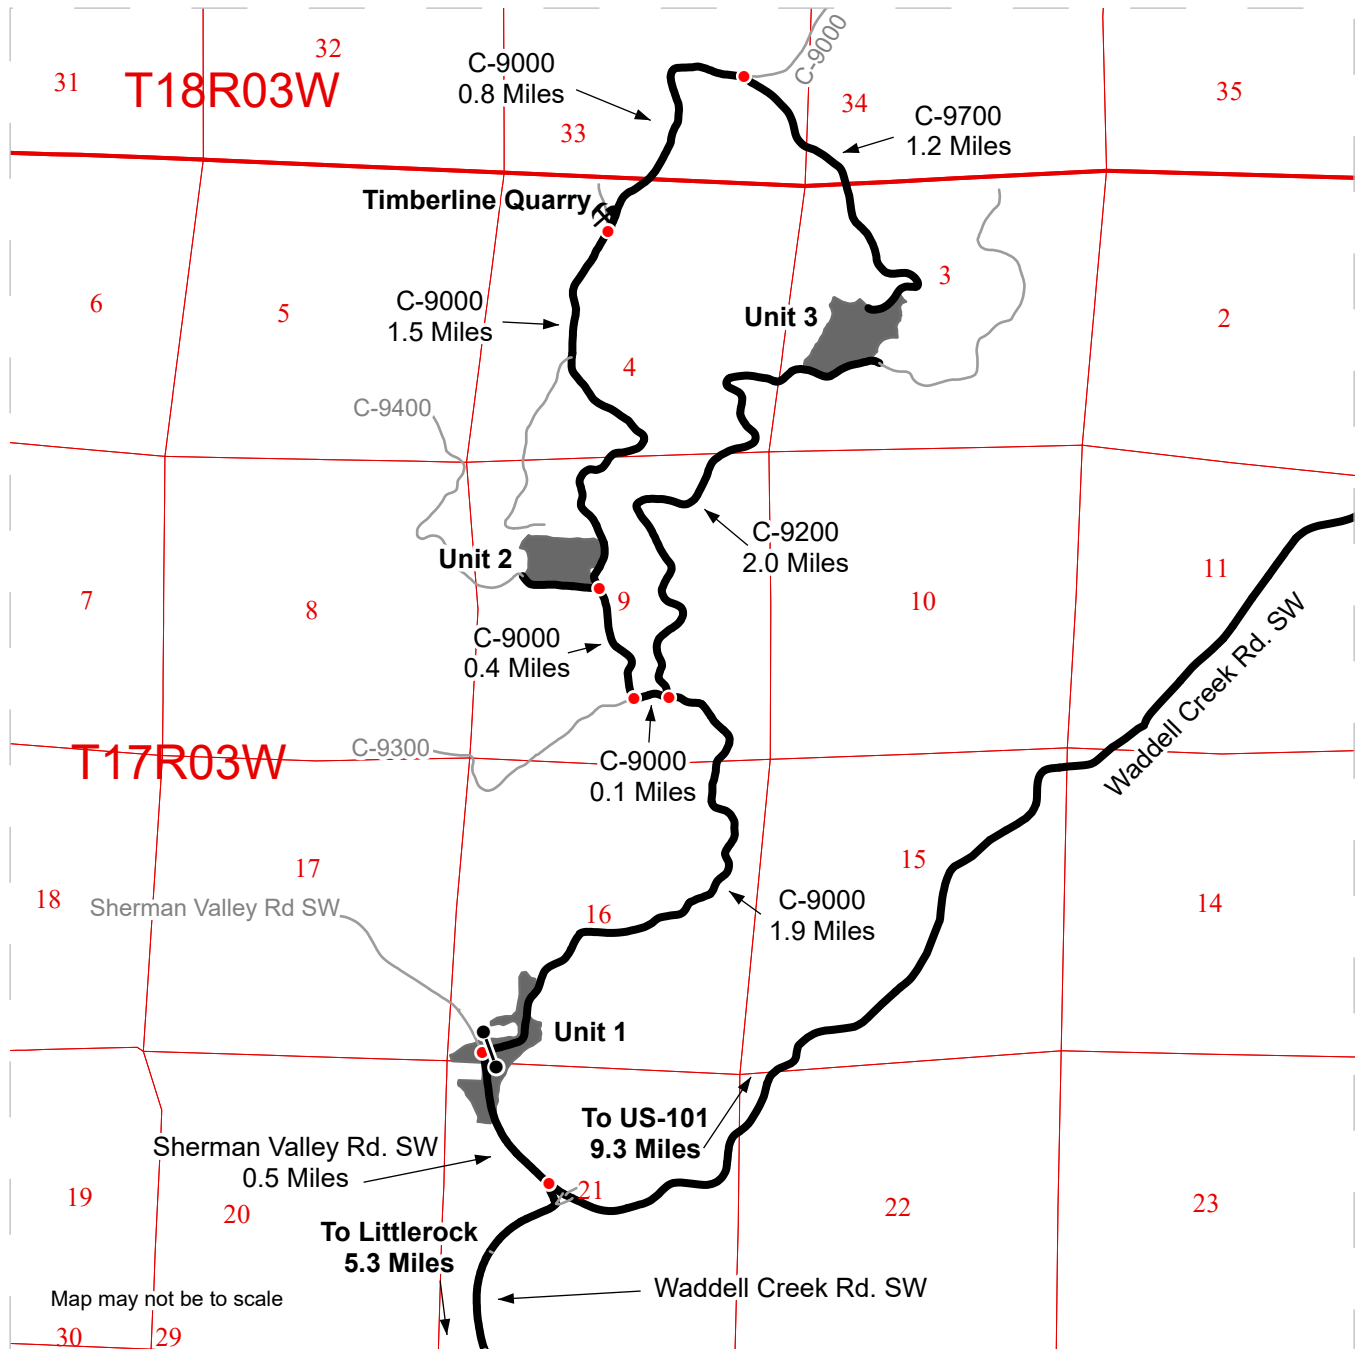 C-9000
32
31
T18R03W
C-9000
0.8 Miles
33
34
35
C-9700
1.2 Miles
Timberline Quarry
6
5
C-9000
1.5 Miles
4
Unit 3
3
2
C-9400
Unit 2
C-9200
2.0 Miles
11
7
8
9
10
C-9000
0.4 Miles
Waddell Creek Rd. SW
T17R03W
C-9300
C-9000
0.1 Miles
17
18
Sherman Valley Rd SW
16
15
14
C-9000
1.9 Miles
Unit 1
To US-101
9.3 Miles
Sherman Valley Rd. SW
0.5 Miles
19
20
21
22
23
To Littlerock
5.3 Miles
Waddell Creek Rd. SW
Map may not be to scale
30
29